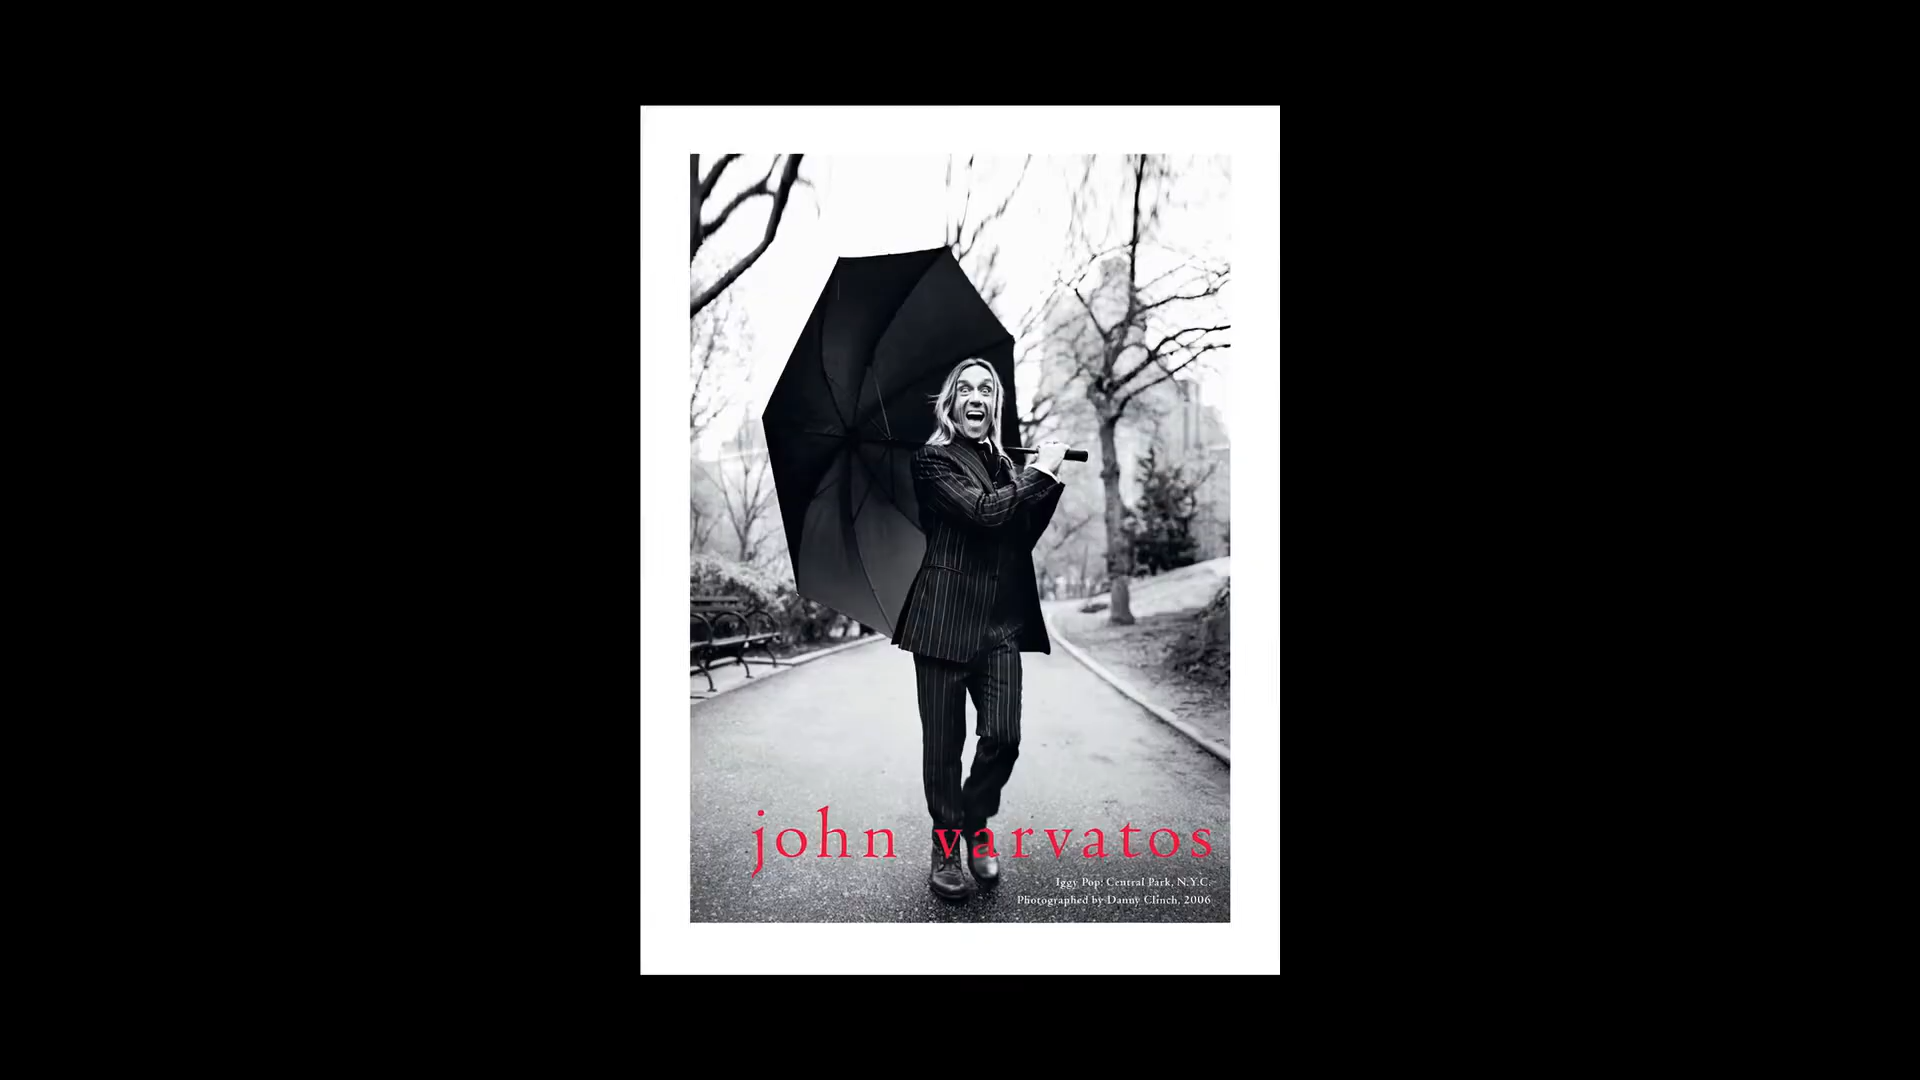 john varvatos
Iggy Pop: Central Park, N.Y.C.
Photographed by Danny Clinch, 2006